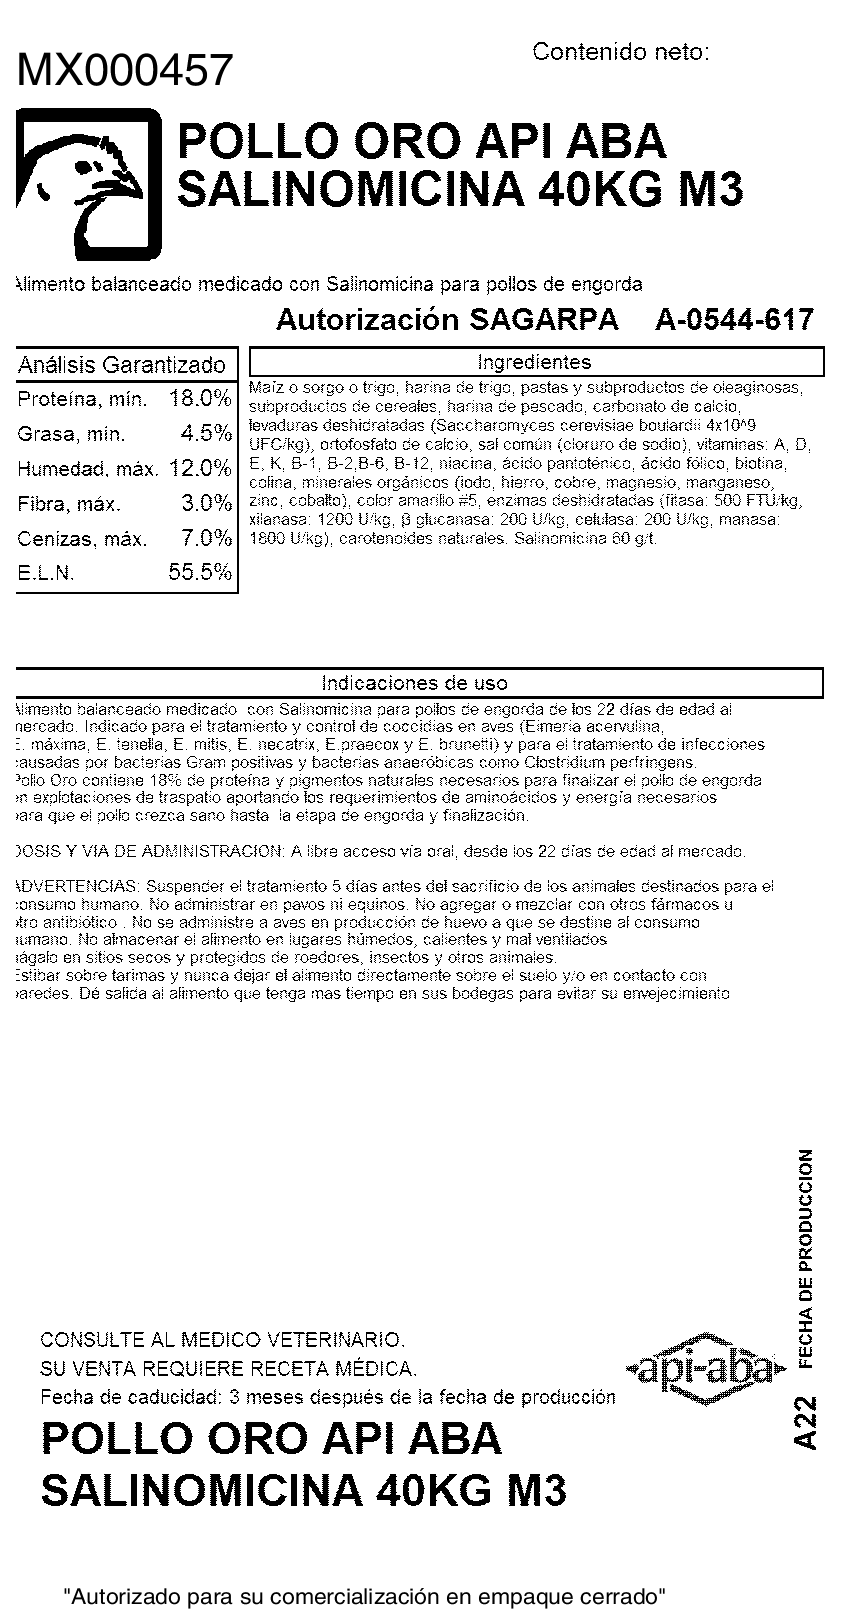 Contenido neto:
MX000457
POLLO ORO API ABA
SALINOMICINA 40KG M3
Alimento balanceado medicado con Salinomicina para pollos de engorda
Autorización SAGARPA A-0544-617
Análisis Garantizado
Proteína, mín. 18.0%
Grasa, mín. 4.5%
Humedad, máx. 12.0%
Fibra, máx. 3.0%
Cenizas, máx. 7.0%
E.L.N. 55.5%
Ingredientes
Maíz o sorgo o trigo, harina de trigo, pastas y subproductos de oleaginosas,
subproductos de cereales, harina de pescado, carbonato de calcio,
levaduras deshidratadas (Saccharomyces cerevisiae boulardii 4x10^9
UFC/kg), ortofosfato de calcio, sal común (cloruro de sodio), vitaminas: A, D,
E, K, B-1, B-2,B-6, B-12, niacina, ácido pantoténico, ácido fólico, biotina,
colina, minerales orgánicos (iodo, hierro, cobre, magnesio, manganeso,
zinc, cobalto), color amarillo #5, enzimas deshidratadas (fitasa: 500 FTU/kg,
xilanasa: 1200 U/kg, β glucanasa: 200 U/kg, celulasa: 200 U/kg, manasa:
1800 U/kg), carotenoides naturales. Salinomicina 60 g/t.
Indicaciones de uso
Alimento balanceado medicado con Salinomicina para pollos de engorda de los 22 días de edad al
mercado. Indicado para el tratamiento y control de coccidias en aves (Eimeria acervulina,
E. máxima, E. tenella, E. mitis, E. necatrix, E.praecox y E. brunetti) y para el tratamiento de infecciones
causadas por bacterias Gram positivas y bacterias anaeróbicas como Clostridium perfringens.
Pollo Oro contiene 18% de proteína y pigmentos naturales necesarios para finalizar el pollo de engorda
en explotaciones de traspatio aportando los requerimientos de aminoácidos y energía necesarios
para que el pollo crezca sano hasta la etapa de engorda y finalización.
DOSIS Y VIA DE ADMINISTRACION: A libre acceso vía oral, desde los 22 días de edad al mercado.
ADVERTENCIAS: Suspender el tratamiento 5 días antes del sacrificio de los animales destinados para el
consumo humano. No administrar en pavos ni equinos. No agregar o mezclar con otros fármacos u
otro antibiótico . No se administre a aves en producción de huevo a que se destine al consumo
humano. No almacenar el alimento en lugares húmedos, calientes y mal ventilados
hágalo en sitios secos y protegidos de roedores, insectos y otros animales.
Estibar sobre tarimas y nunca dejar el alimento directamente sobre el suelo y/o en contacto con
paredes. Dé salida al alimento que tenga mas tiempo en sus bodegas para evitar su envejecimiento
A22 FECHA DE PRODUCCION
CONSULTE AL MEDICO VETERINARIO.
SU VENTA REQUIERE RECETA MÉDICA.
Fecha de caducidad: 3 meses después de la fecha de producción
api-aba
POLLO ORO API ABA
SALINOMICINA 40KG M3
"Autorizado para su comercialización en empaque cerrado"